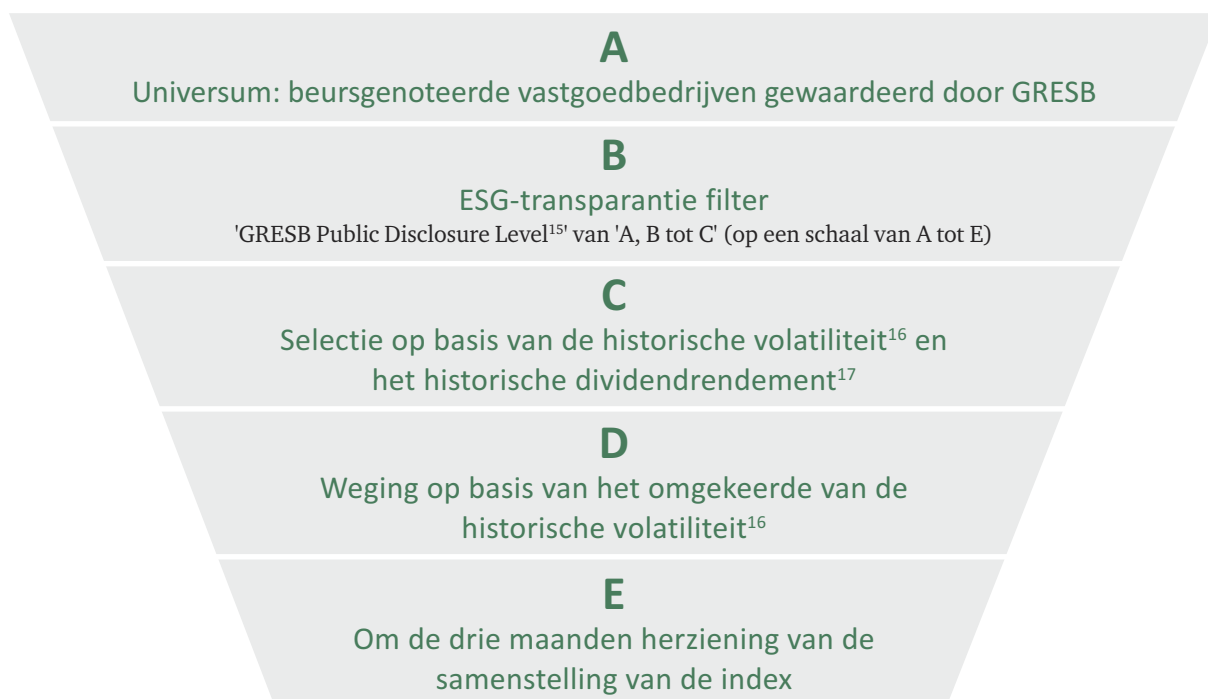 A
Universum: beursgenoteerde vastgoedbedrijven gewaardeerd door GRESB
B
ESG-transparantie filter
'GRESB Public Disclosure Level¹⁵' van 'A, B tot C' (op een schaal van A tot E)
C
Selectie op basis van de historische volatiliteit¹⁶ en
het historische dividendrendement¹⁷
D
Weging op basis van het omgekeerde van de
historische volatiliteit¹⁶
E
Om de drie maanden herziening van de
samenstelling van de index